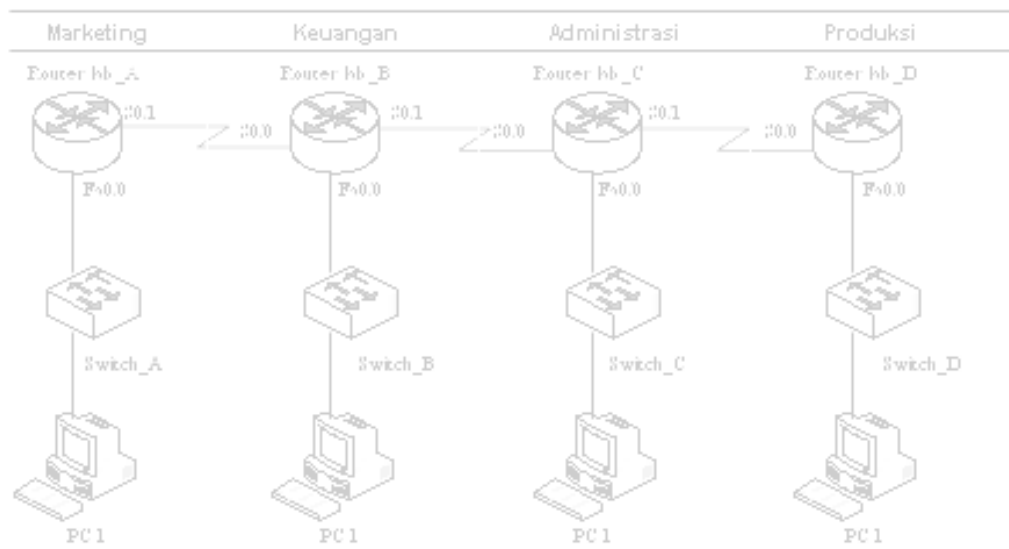 Marketing Keuangan Administrasi Produksi
Router bb_A Router bb_B Router bb_C Router bb_D
S0.1 S0.0 S0.1 S0.0 S0.1 S0.0
Fa0.0 Fa0.0 Fa0.0 Fa0.0
Switch_A Switch_B Switch_C Switch_D
PC 1 PC 1 PC 1 PC 1